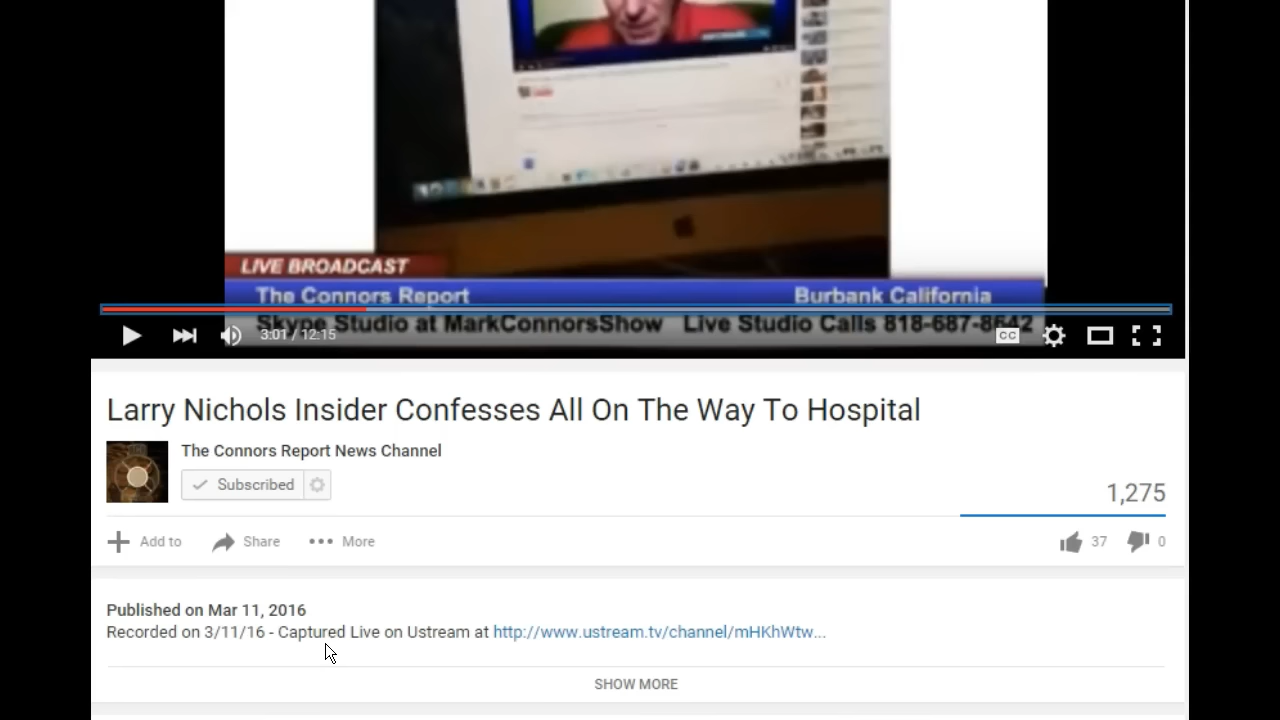 LIVE BROADCAST
The Connors Report Burbank California
Skype Studio at MarkConnorsShow Live Studio Calls 818-687-8642
3:01 / 12:15 CC
Larry Nichols Insider Confesses All On The Way To Hospital
The Connors Report News Channel
Subscribed
1,275
Add to Share More 37 0
Published on Mar 11, 2016
Recorded on 3/11/16 - Captured Live on Ustream at http://www.ustream.tv/channel/mHKhWtw...
SHOW MORE